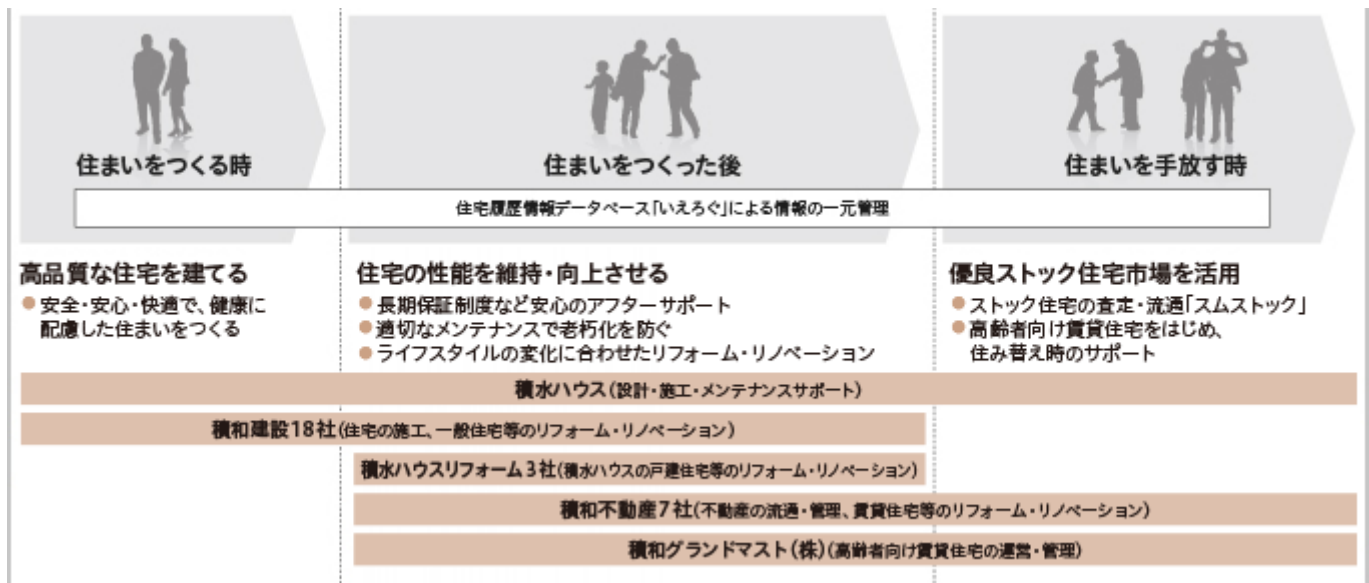 住まいをつくる時
住まいをつくった後
住まいを手放す時
住宅履歴情報データベース「いえろぐ」による情報の一元管理
高品質な住宅を建てる
●安全・安心・快適で、健康に
配慮した住まいをつくる
住宅の性能を維持・向上させる
●長期保証制度など安心のアフターサポート
●適切なメンテナンスで老朽化を防ぐ
●ライフスタイルの変化に合わせたリフォーム・リノベーション
優良ストック住宅市場を活用
●ストック住宅の査定・流通「スムストック」
●高齢者向け賃貸住宅をはじめ、
住み替え時のサポート
積水ハウス(設計・施工・メンテナンスサポート)
積和建設18社(住宅の施工、一般住宅等のリフォーム・リノベーション)
積水ハウスリフォーム3社(積水ハウスの戸建住宅等のリフォーム・リノベーション)
積和不動産7社(不動産の流通・管理、賃貸住宅等のリフォーム・リノベーション)
積和グランドマスト(株)(高齢者向け賃貸住宅の運営・管理)